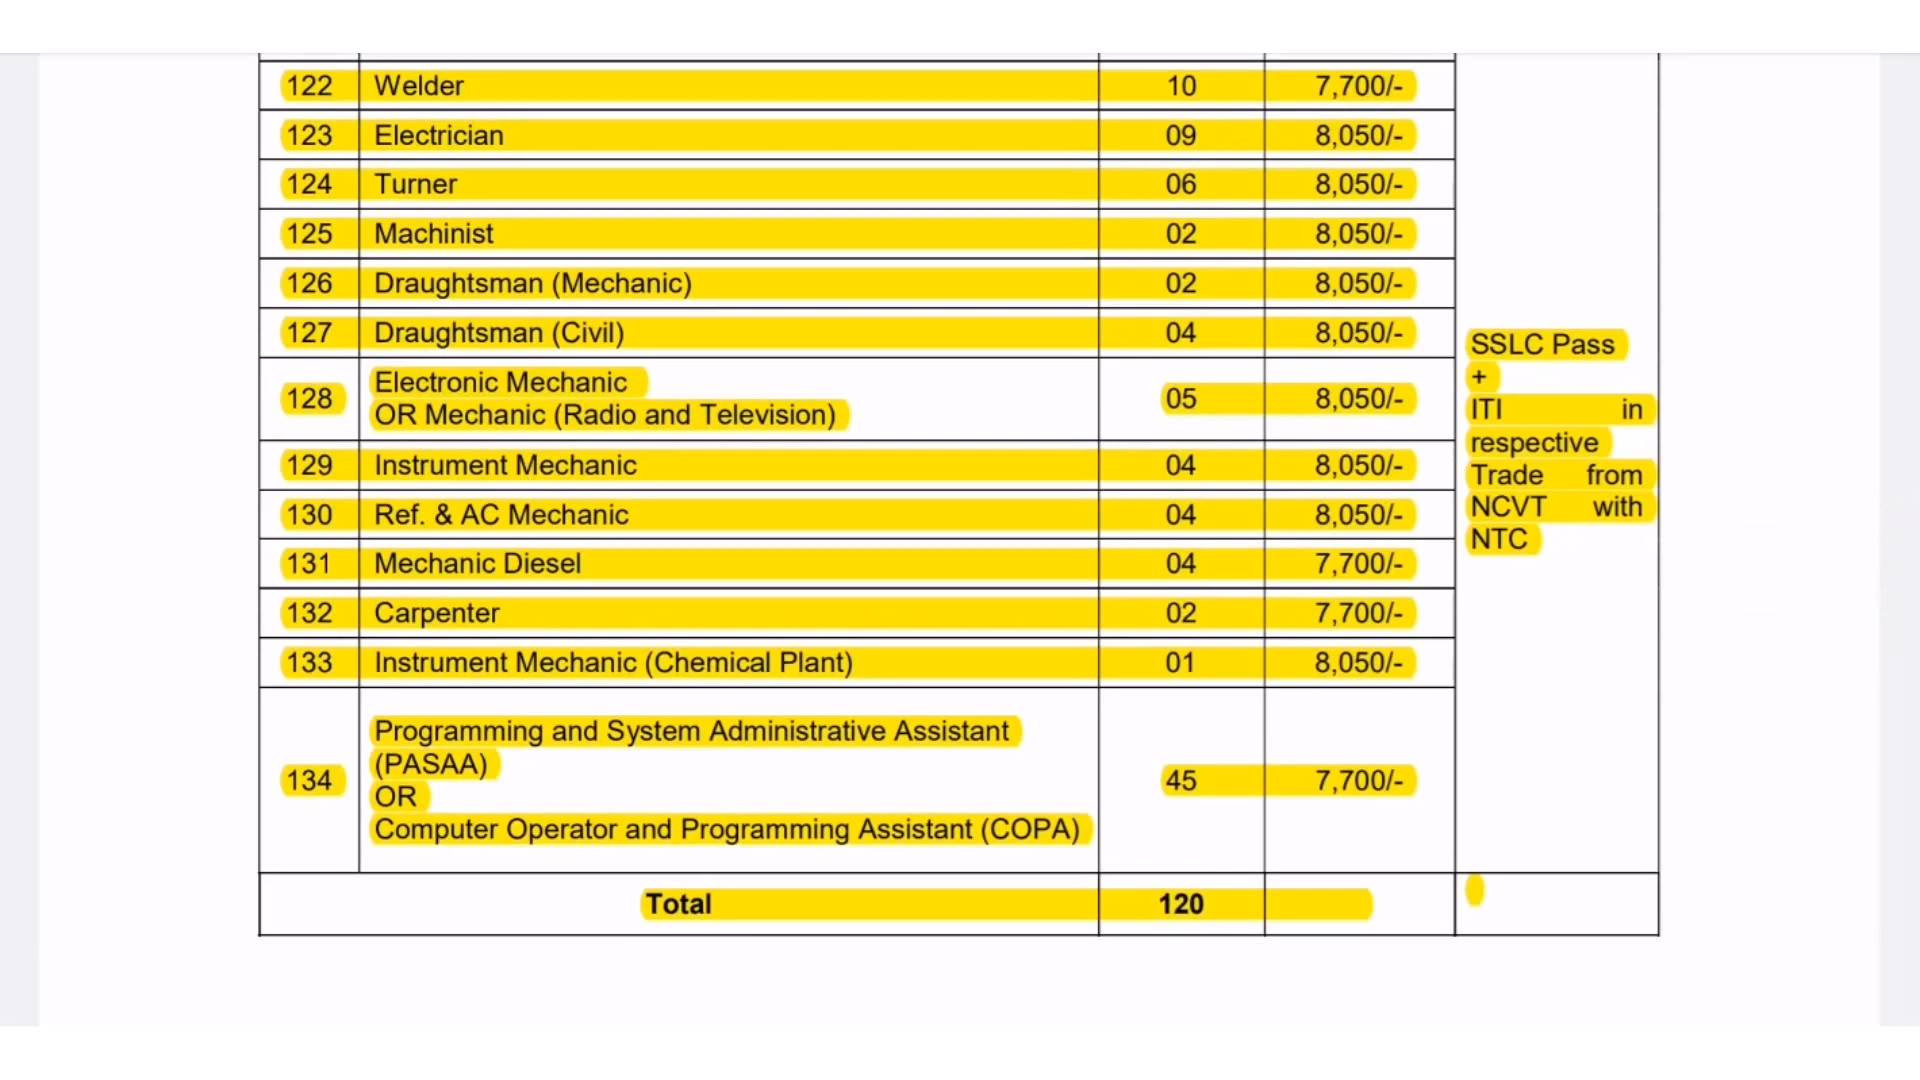 122 Welder 10 7,700/-
123 Electrician 09 8,050/-
124 Turner 06 8,050/-
125 Machinist 02 8,050/-
126 Draughtsman (Mechanic) 02 8,050/-
127 Draughtsman (Civil) 04 8,050/-
128 Electronic Mechanic
OR Mechanic (Radio and Television) 05 8,050/-
129 Instrument Mechanic 04 8,050/-
130 Ref. & AC Mechanic 04 8,050/-
131 Mechanic Diesel 04 7,700/-
132 Carpenter 02 7,700/-
133 Instrument Mechanic (Chemical Plant) 01 8,050/-
134 Programming and System Administrative Assistant
(PASAA)
OR
Computer Operator and Programming Assistant (COPA) 45 7,700/-
SSLC Pass
+
ITI in
respective
Trade from
NCVT with
NTC
Total 120